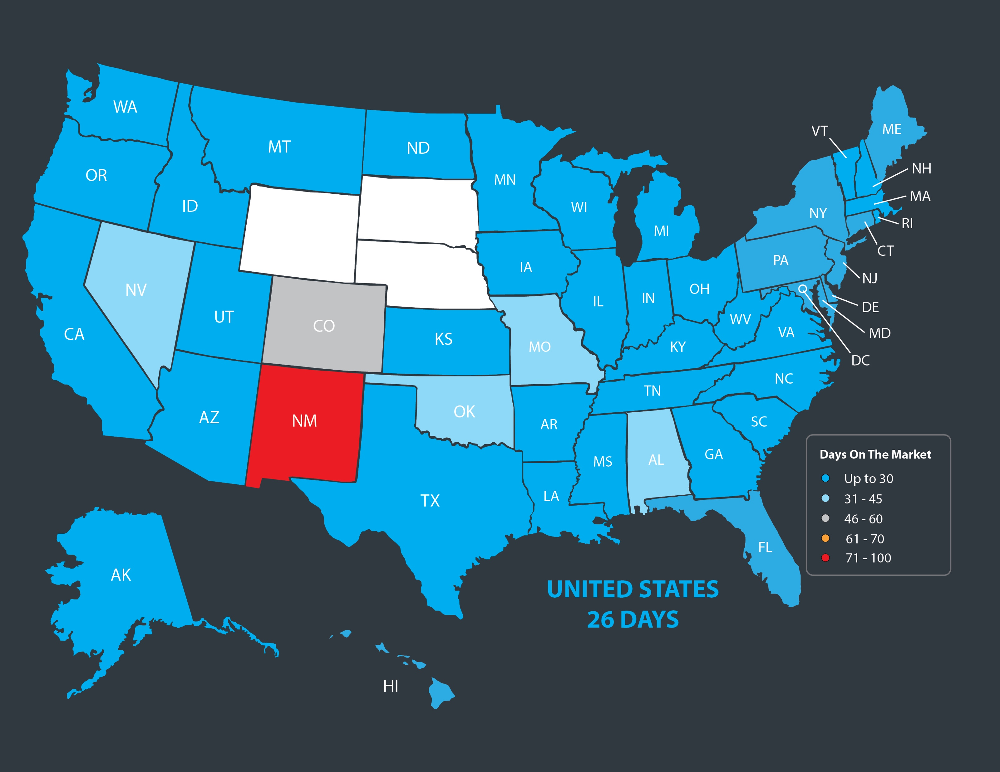 WA
MT
ND
ME
VT
OR
MN
NH
ID
WI
MA
NY
MI
RI
CT
PA
IA
NJ
NV
OH
IN
IL
DE
UT
WV
CO
VA
MD
CA
KS
MO
KY
DC
NC
TN
OK
AZ
NM
AR
SC
GA
MS
AL
LA
TX
FL
AK
HI
Days On The Market
Up to 30
31 - 45
46 - 60
61 - 70
71 - 100
UNITED STATES
26 DAYS